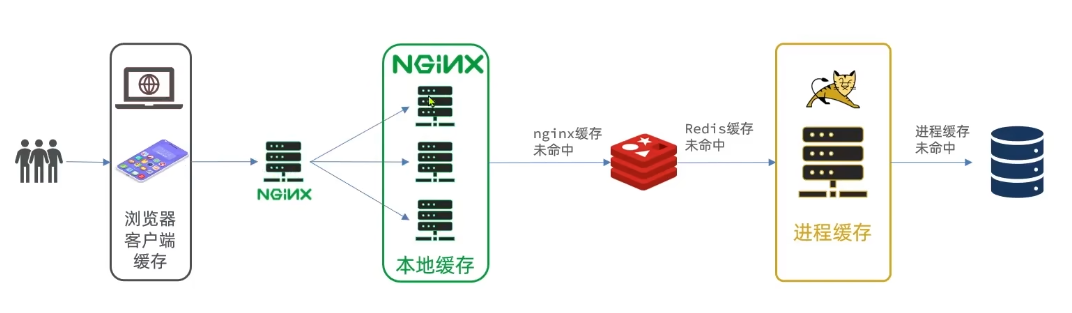 浏览器
客户端
缓存
NGINX
NGINX
本地缓存
nginx缓存
未命中
Redis缓存
未命中
进程缓存
进程缓存
未命中